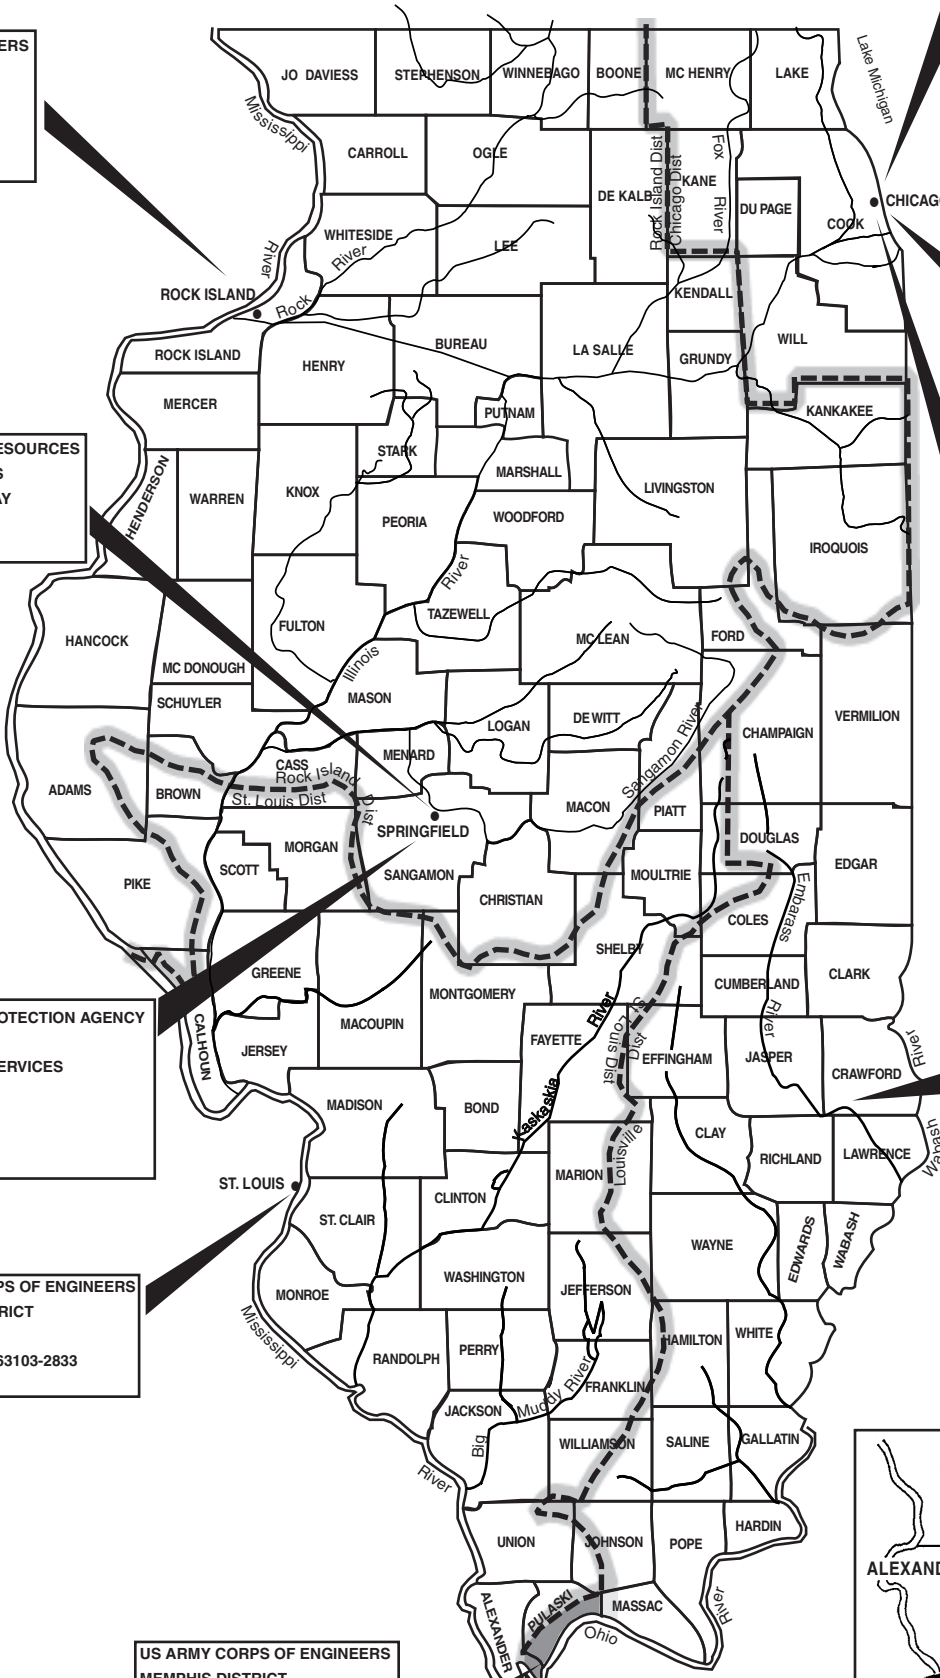 ERS
JO DAVIESS
STEPHENSON
WINNEBAGO
BOONE
MC HENRY
LAKE
Lake Michigan
Mississippi
CARROLL
OGLE
DE KALB
Rock Island Dist
Chicago Dist
KANE
Fox
River
DU PAGE
COOK
CHICAG
WHITESIDE
River
LEE
River
KENDALL
ROCK ISLAND
Rock
ROCK ISLAND
HENRY
BUREAU
LA SALLE
GRUNDY
WILL
MERCER
PUTNAM
KANKAKEE
ESOURCES
S
AY
STARK
MARSHALL
HENDERSON
WARREN
KNOX
PEORIA
WOODFORD
LIVINGSTON
IROQUOIS
River
HANCOCK
FULTON
TAZEWELL
MC LEAN
FORD
MC DONOUGH
Illinois
SCHUYLER
MASON
LOGAN
DE WITT
CHAMPAIGN
VERMILION
Sangamon River
ADAMS
BROWN
CASS
Rock Island
Dist
St. Louis Dist
MENARD
MACON
PIATT
SPRINGFIELD
DOUGLAS
PIKE
SCOTT
MORGAN
SANGAMON
CHRISTIAN
MOULTRIE
EDGAR
COLES
Embarass
River
SHELBY
GREENE
MONTGOMERY
CUMBERLAND
CLARK
OTECTION AGENCY
ERVICES
CALHOUN
JERSEY
MACOUPIN
FAYETTE
River
Kaskaskia
St. Louis Dist
Louisville
Dist
EFFINGHAM
JASPER
CRAWFORD
River
Wabash
MADISON
BOND
CLAY
RICHLAND
LAWRENCE
MARION
ST. LOUIS
ST. CLAIR
CLINTON
WAYNE
EDWARDS
WABASH
PS OF ENGINEERS
RICT
63103-2833
MONROE
WASHINGTON
JEFFERSON
Mississippi
River
RANDOLPH
PERRY
HAMILTON
WHITE
FRANKLIN
JACKSON
Big
Muddy River
WILLIAMSON
SALINE
GALLATIN
UNION
JOHNSON
POPE
HARDIN
ALEXANDER
PULASKI
MASSAC
Ohio
River
ALEXAND
US ARMY CORPS OF ENGINEERS
MEMPHIS DISTRICT